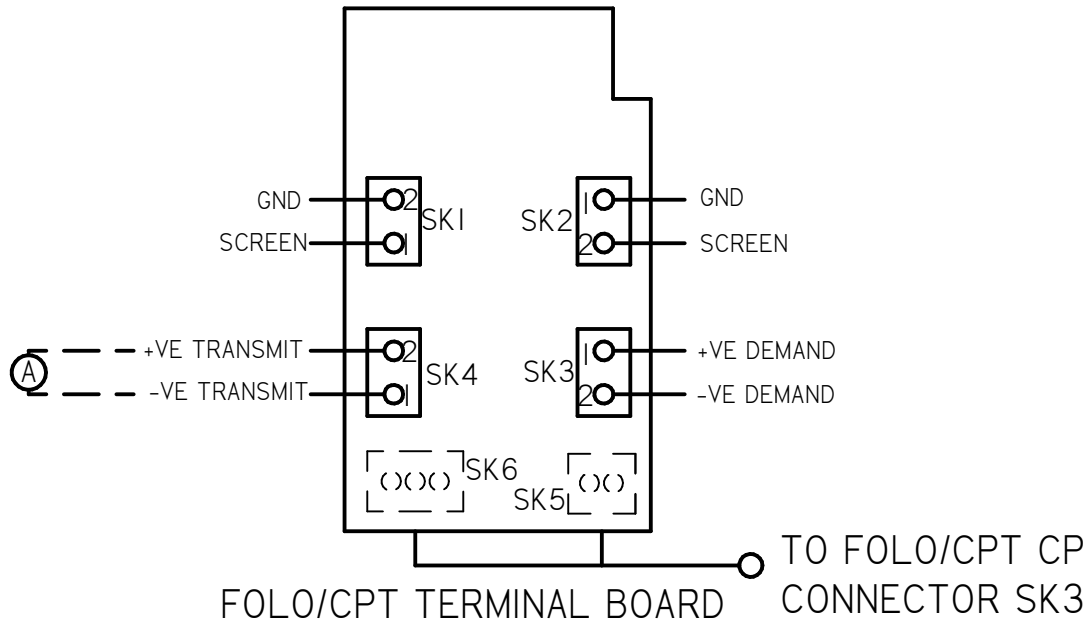 GND
2
SK1
SCREEN
1
1
GND
SK2
2
SCREEN
A
+VE TRANSMIT
2
SK4
-VE TRANSMIT
1
1
+VE DEMAND
SK3
2
-VE DEMAND
SK6
SK5
TO FOLO/CPT CP
CONNECTOR SK3
FOLO/CPT TERMINAL BOARD